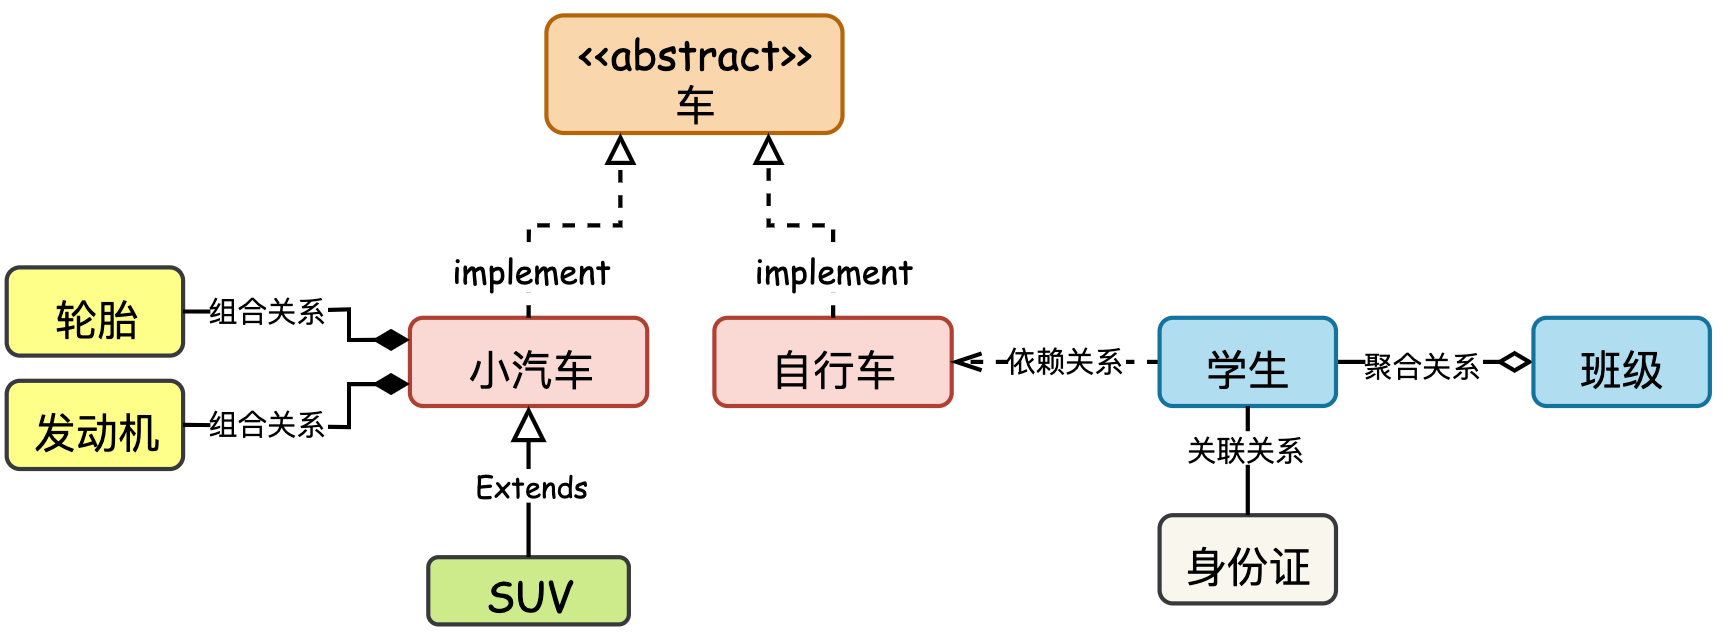 <<abstract>>
车
implement
implement
轮胎
组合关系
小汽车
自行车
依赖关系
学生
聚合关系
班级
发动机
组合关系
关联关系
Extends
身份证
SUV